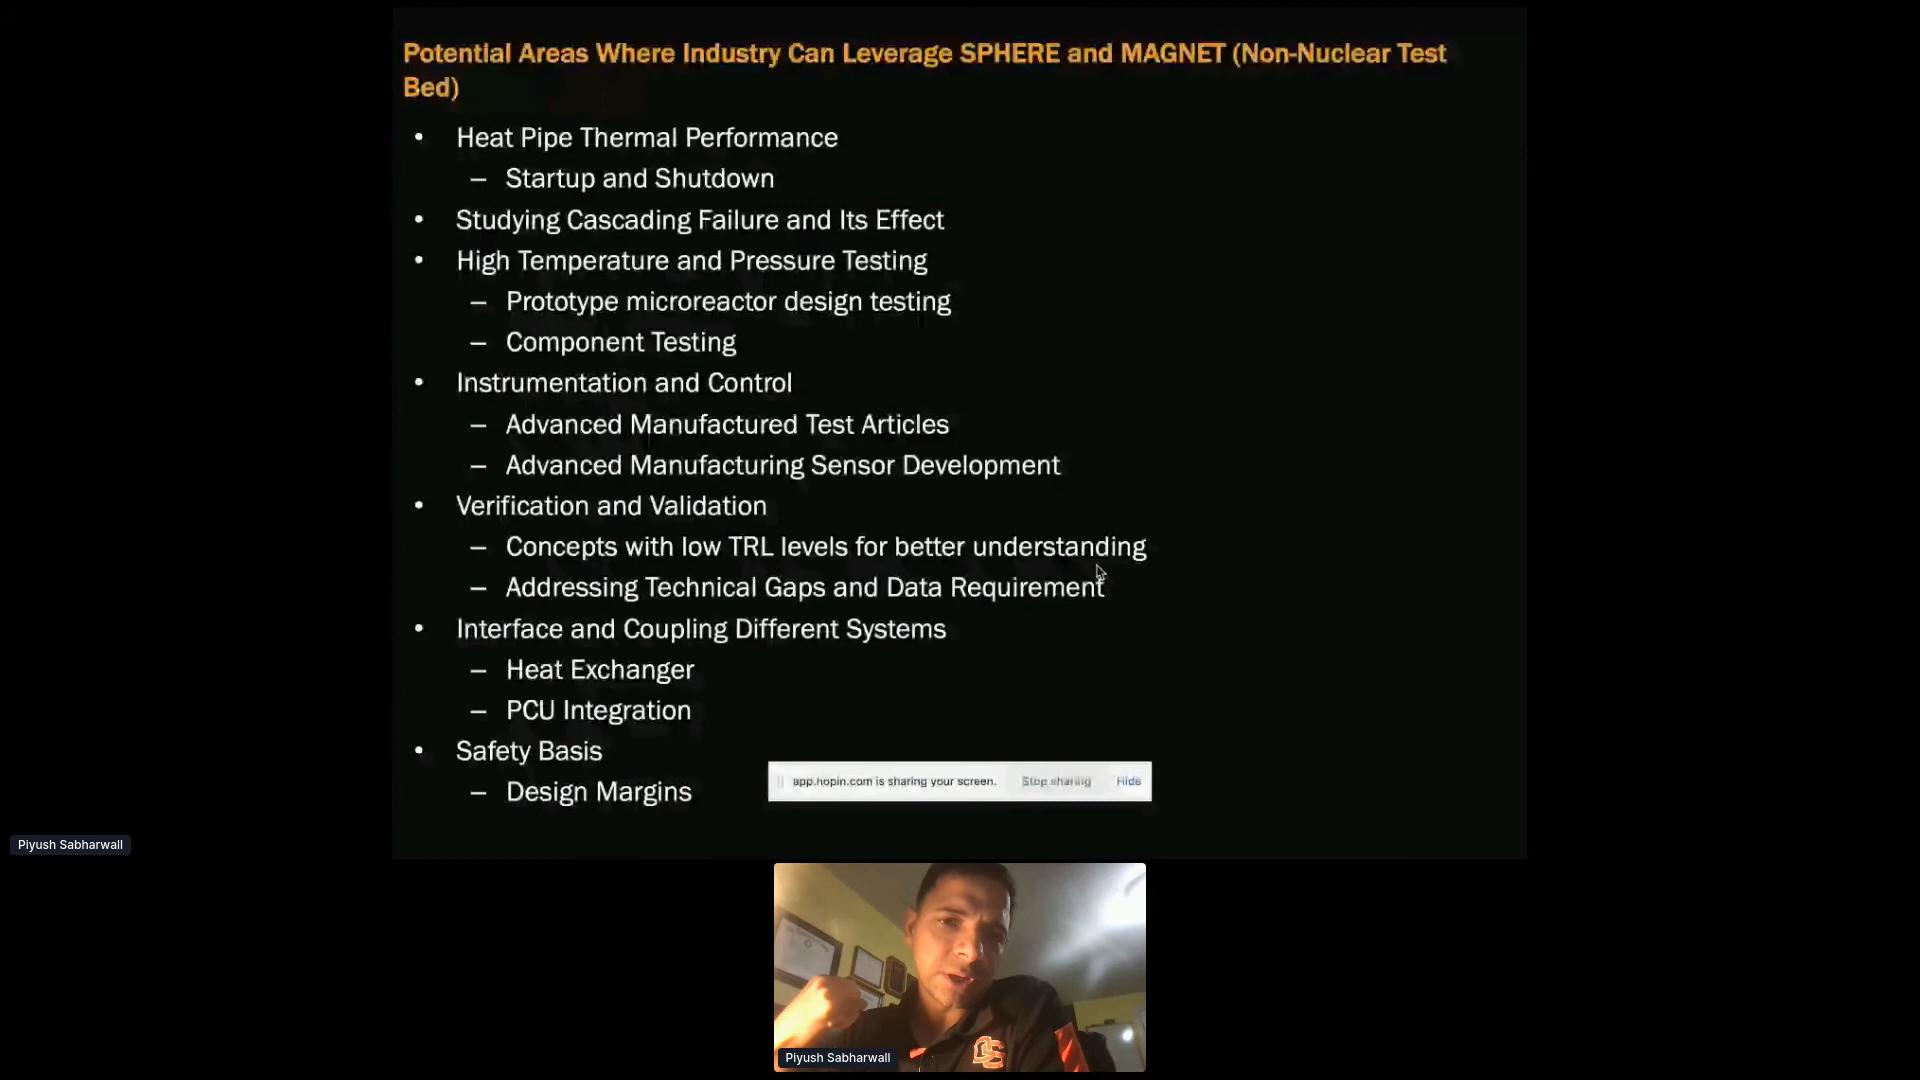 Potential Areas Where Industry Can Leverage SPHERE and MAGNET (Non-Nuclear Test
Bed)
• Heat Pipe Thermal Performance
– Startup and Shutdown
• Studying Cascading Failure and Its Effect
• High Temperature and Pressure Testing
– Prototype microreactor design testing
– Component Testing
• Instrumentation and Control
– Advanced Manufactured Test Articles
– Advanced Manufacturing Sensor Development
• Verification and Validation
– Concepts with low TRL levels for better understanding
– Addressing Technical Gaps and Data Requirement
• Interface and Coupling Different Systems
– Heat Exchanger
– PCU Integration
• Safety Basis
– Design Margins
app.hopin.com is sharing your screen. Stop sharing Hide
Piyush Sabharwall
Piyush Sabharwall